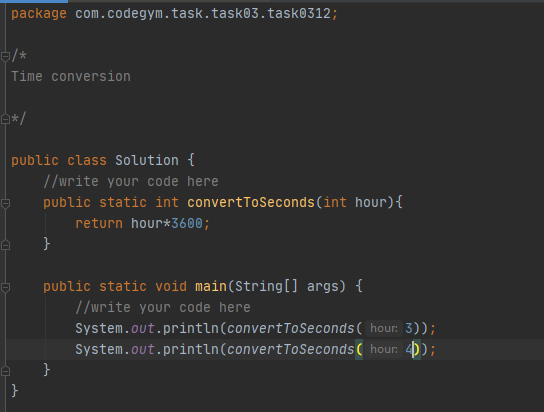 package com.codegym.task.task03.task0312;
/*
Time conversion
*/
public class Solution {
//write your code here
public static int convertToSeconds(int hour){
return hour*3600;
}
public static void main(String[] args) {
//write your code here
System.out.println(convertToSeconds( hour: 3));
System.out.println(convertToSeconds( hour: 4));
}
}